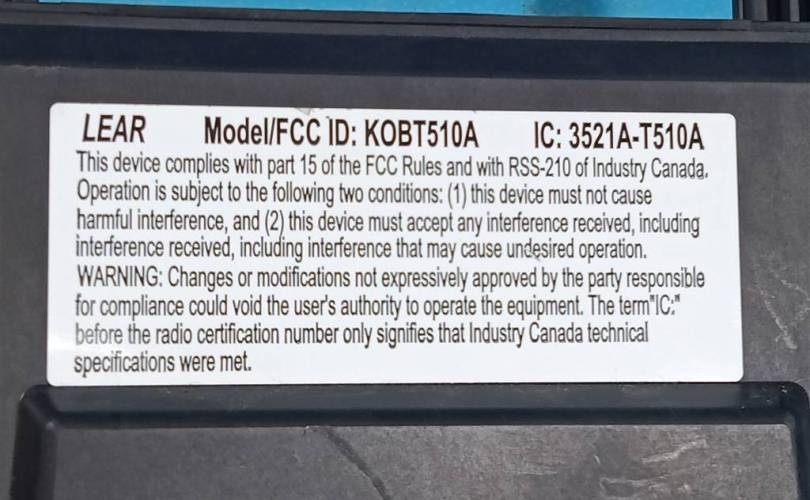 LEAR Model/FCC ID: KOBT510A IC: 3521A-T510A
This device complies with part 15 of the FCC Rules and with RSS-210 of Industry Canada.
Operation is subject to the following two conditions: (1) this device must not cause
harmful interference, and (2) this device must accept any interference received, including
interference received, including interference that may cause undesired operation.
WARNING: Changes or modifications not expressively approved by the party responsible
for compliance could void the user's authority to operate the equipment. The term"IC:"
before the radio certification number only signifies that Industry Canada technical
specifications were met.